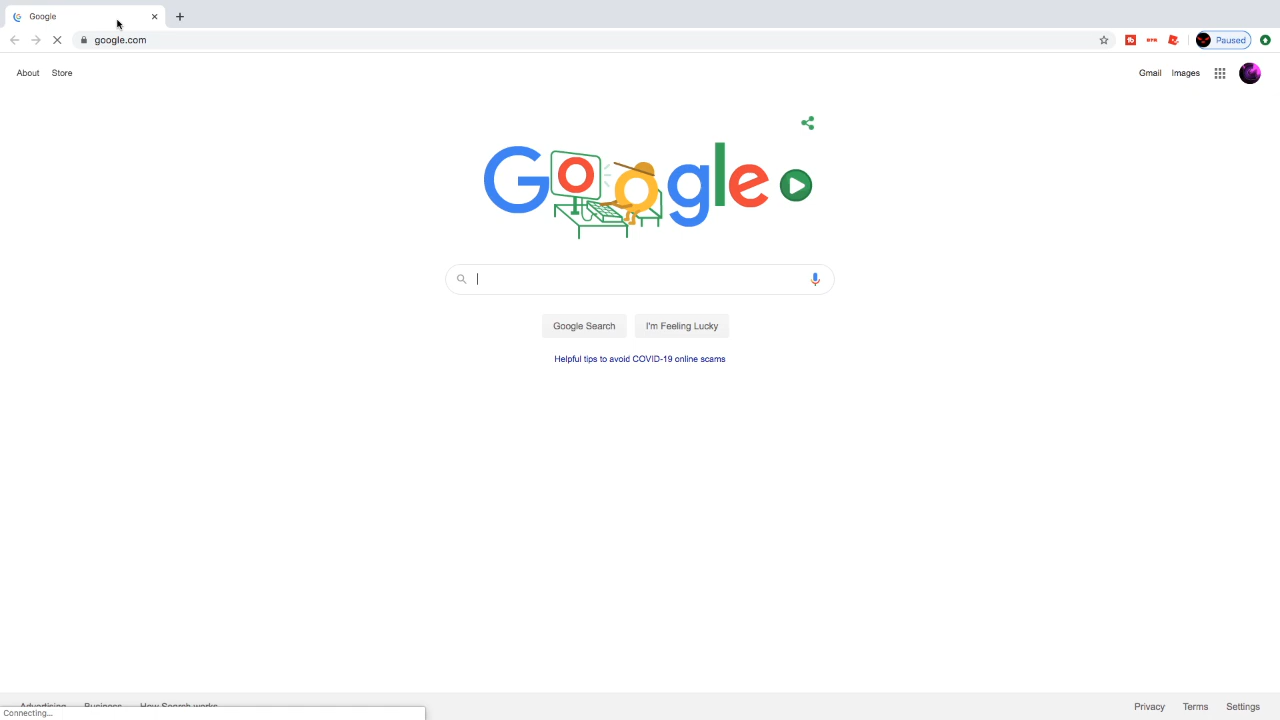 Google
google.com
Paused
About Store
Gmail Images
Google
Google Search I'm Feeling Lucky
Helpful tips to avoid COVID-19 online scams
Advertising Business How Search works
Privacy Terms Settings
Connecting...